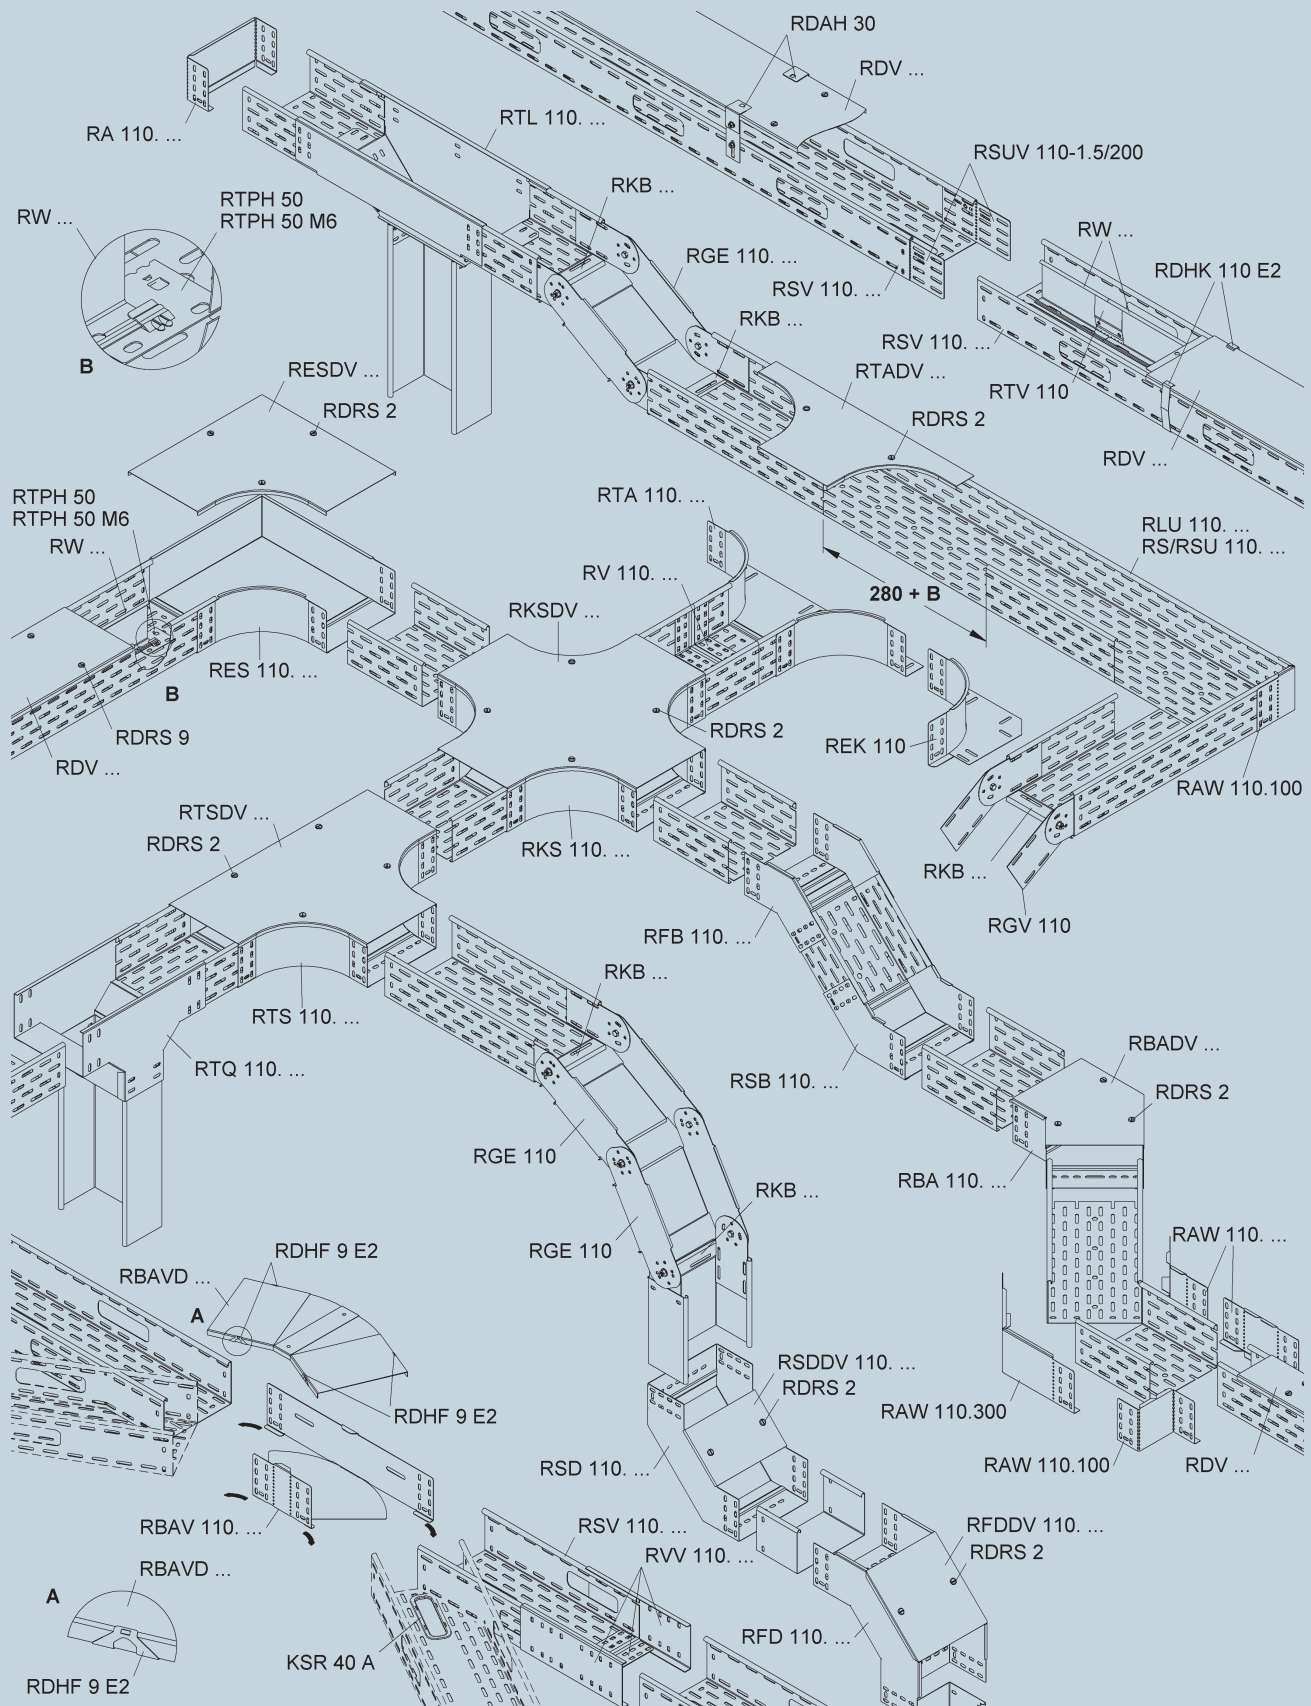 RDAH 30
RDV ...
RA 110. ...
RTL 110. ...
RSUV 110-1.5/200
RKB ...
RTPH 50
RTPH 50 M6
RW ...
RW ...
RGE 110. ...
RDHK 110 E2
RSV 110. ...
RKB ...
RSV 110. ...
B
RESDV ...
RTADV ...
RTV 110
RDRS 2
RDRS 2
RDV ...
RTPH 50
RTPH 50 M6
RTA 110. ...
RLU 110. ...
RS/RSU 110. ...
RW ...
RV 110. ...
280 + B
RKSDV ...
RES 110. ...
B
RDRS 9
RDRS 2
REK 110
RDV ...
RAW 110.100
RTSDV ...
RDRS 2
RKS 110. ...
RKB ...
RGV 110
RFB 110. ...
RKB ...
RTS 110. ...
RBADV ...
RTQ 110. ...
RSB 110. ...
RDRS 2
RGE 110
RBA 110. ...
RKB ...
RAW 110. ...
RDHF 9 E2
RGE 110
RBAVD ...
A
RSDDV 110. ...
RDRS 2
RDHF 9 E2
RAW 110.300
RSD 110. ...
RAW 110.100
RDV ...
RBAV 110. ...
RSV 110. ...
RVV 110. ...
RFDDV 110. ...
RDRS 2
RBAVD ...
A
RFD 110. ...
KSR 40 A
RDHF 9 E2